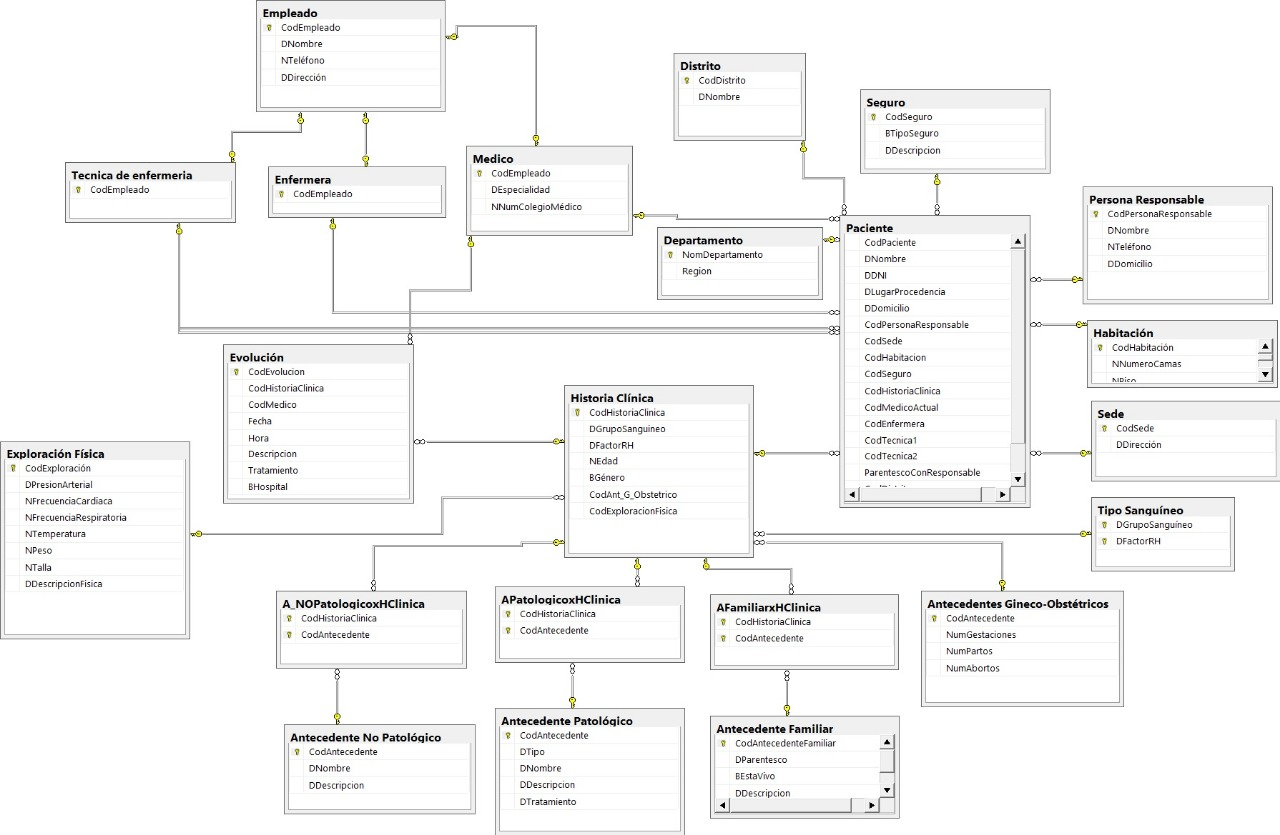 Empleado
CodEmpleado
DNombre
NTeléfono
DDirección
Distrito
CodDistrito
DNombre
Seguro
CodSeguro
BTipoSeguro
DDescripcion
Tecnica de enfermeria
CodEmpleado
Enfermera
CodEmpleado
Medico
CodEmpleado
DEspecialidad
NNumColegioMédico
Departamento
NomDepartamento
Region
Paciente
CodPaciente
DNombre
DDNI
DLugarProcedencia
DDomicilio
CodPersonaResponsable
CodSede
CodHabitacion
CodSeguro
CodHistoriaClinica
CodMedicoActual
CodEnfermera
CodTecnica1
CodTecnica2
ParentescoConResponsable
Persona Responsable
CodPersonaResponsable
DNombre
NTeléfono
DDomicilio
Habitación
CodHabitación
NNumeroCamas
NPiso
Sede
CodSede
DDirección
Tipo Sanguíneo
DGrupoSanguíneo
DFactorRH
Evolución
CodEvolucion
CodHistoriaClinica
CodMedico
Fecha
Hora
Descripcion
Tratamiento
BHospital
Historia Clínica
CodHistoriaClinica
DGrupoSanguineo
DFactorRH
NEdad
BGénero
CodAnt_G_Obstetrico
CodExploracionFisica
Exploración Física
CodExploración
DPresionArterial
NFrecuenciaCardiaca
NFrecuenciaRespiratoria
NTemperatura
NPeso
NTalla
DDescripcionFisica
A_NOPatologicoxHClinica
CodHistoriaClinica
CodAntecedente
APatologicoxHClinica
CodHistoriaClinica
CodAntecedente
AFamiliarxHClinica
CodHistoriaClinica
CodAntecedente
Antecedentes Gineco-Obstétricos
CodAntecedente
NumGestaciones
NumPartos
NumAbortos
Antecedente No Patológico
CodAntecedente
DNombre
DDescripcion
Antecedente Patológico
CodAntecedente
DTipo
DNombre
DDescripcion
DTratamiento
Antecedente Familiar
CodAntecedenteFamiliar
DParentesco
BEstaVivo
DDescripcion